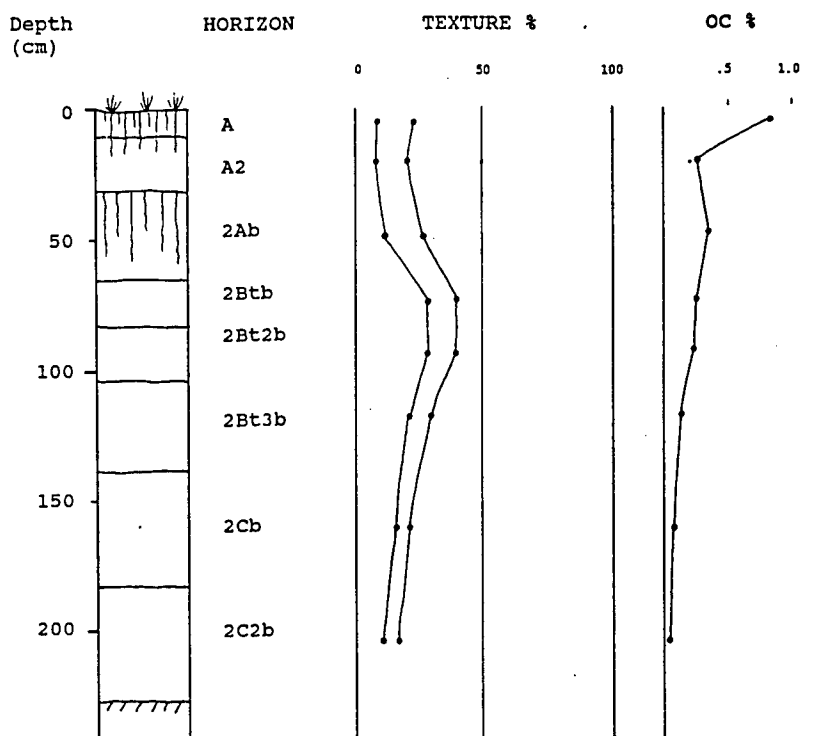 Depth HORIZON TEXTURE % OC %
(cm)
0 50 100 .5 1.0
0
A
A2
50 2Ab
2Btb
2Bt2b
100
2Bt3b
150
2Cb
200 2C2b